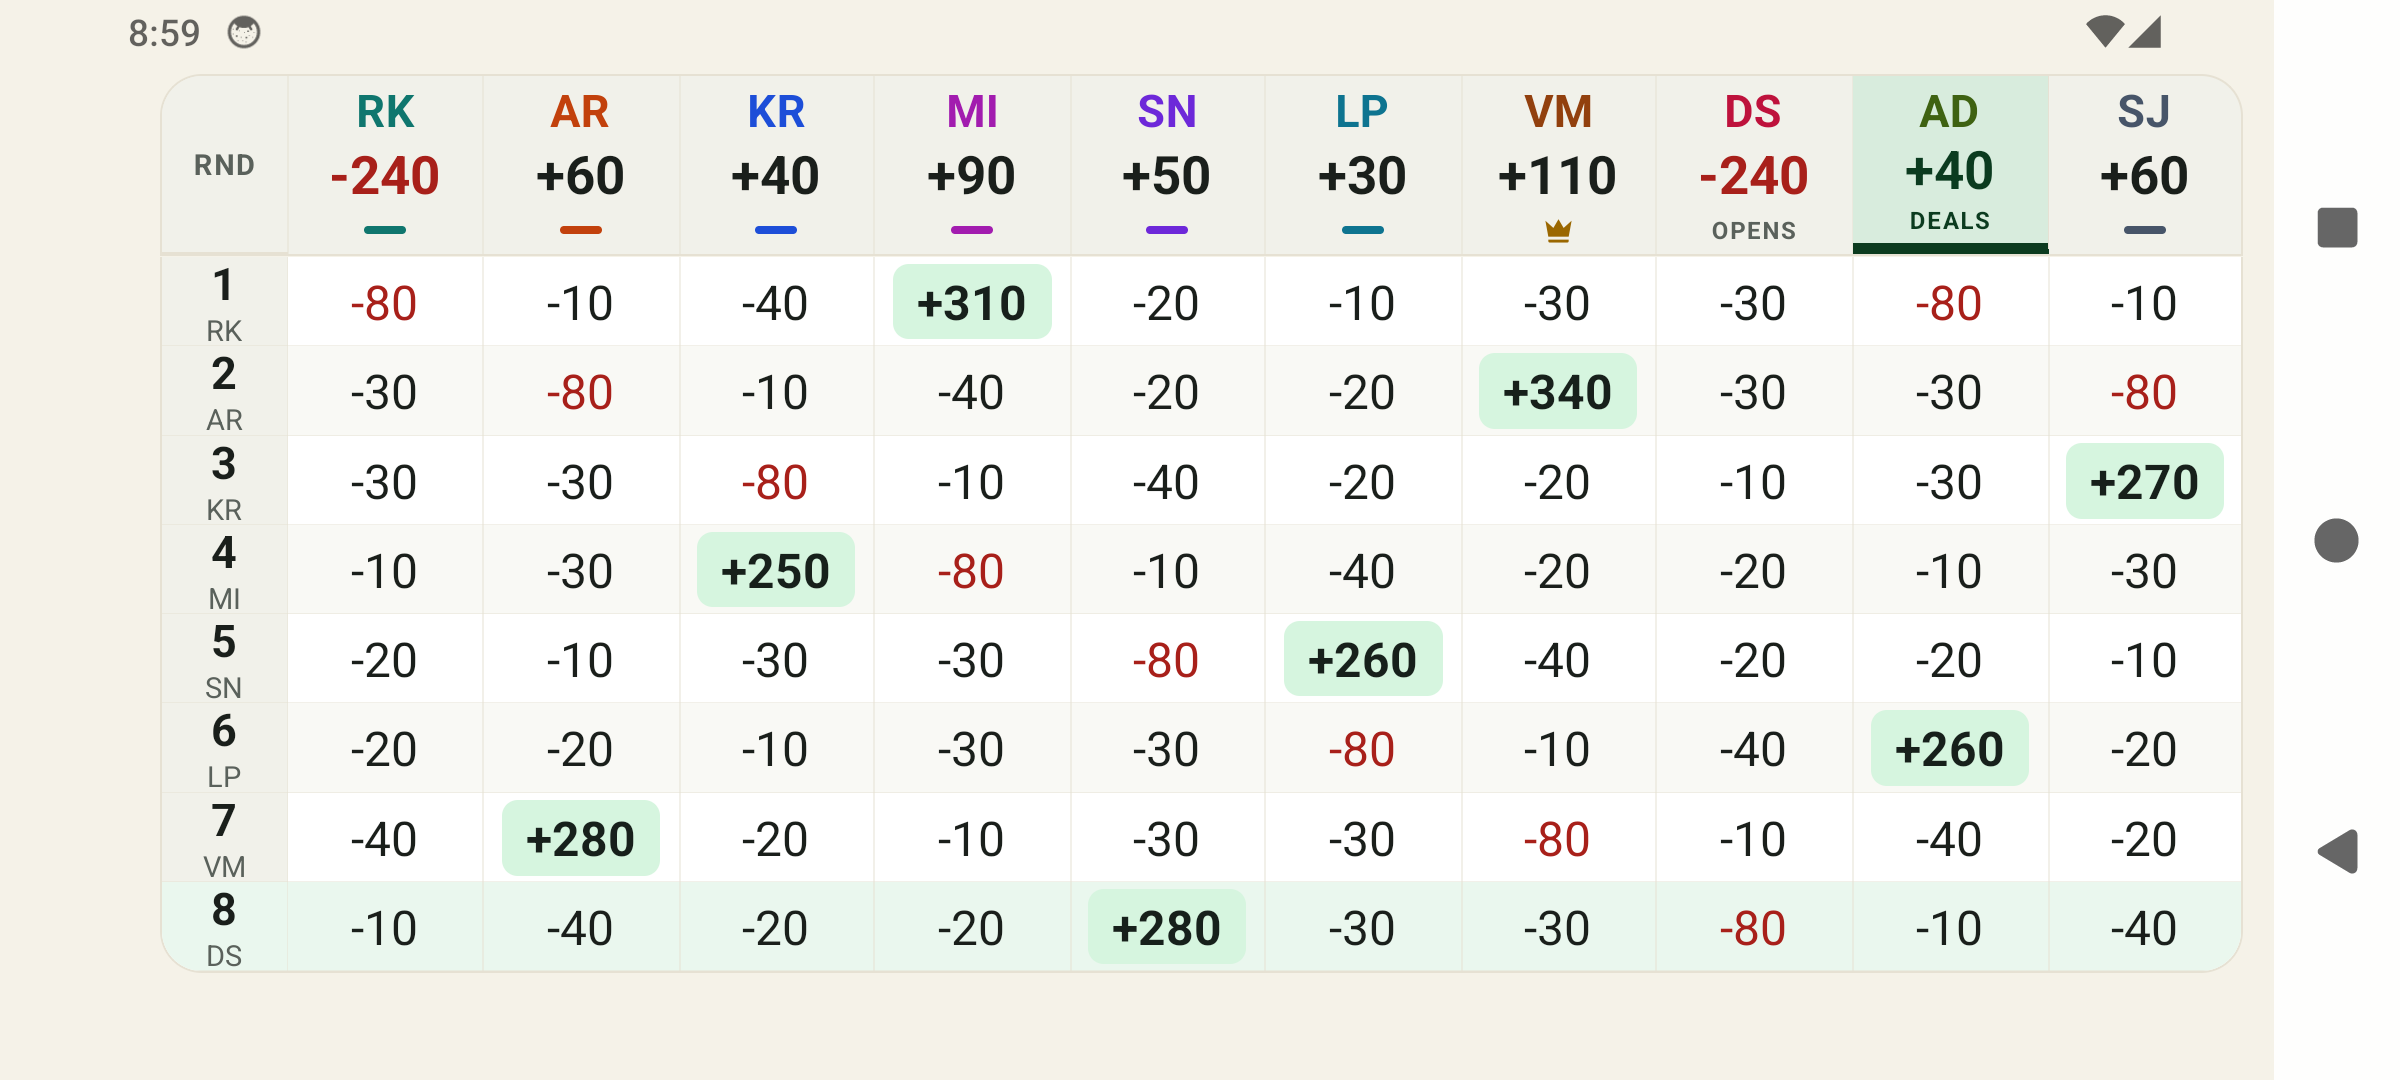 8:59
RND RK AR KR MI SN LP VM DS AD SJ
-240 +60 +40 +90 +50 +30 +110 -240 +40 +60
OPENS DEALS
1 -80 -10 -40 +310 -20 -10 -30 -30 -80 -10
RK
2 -30 -80 -10 -40 -20 -20 +340 -30 -30 -80
AR
3 -30 -30 -80 -10 -40 -20 -20 -10 -30 +270
KR
4 -10 -30 +250 -80 -10 -40 -20 -20 -10 -30
MI
5 -20 -10 -30 -30 -80 +260 -40 -20 -20 -10
SN
6 -20 -20 -10 -30 -30 -80 -10 -40 +260 -20
LP
7 -40 +280 -20 -10 -30 -30 -80 -10 -40 -20
VM
8 -10 -40 -20 -20 +280 -30 -30 -80 -10 -40
DS